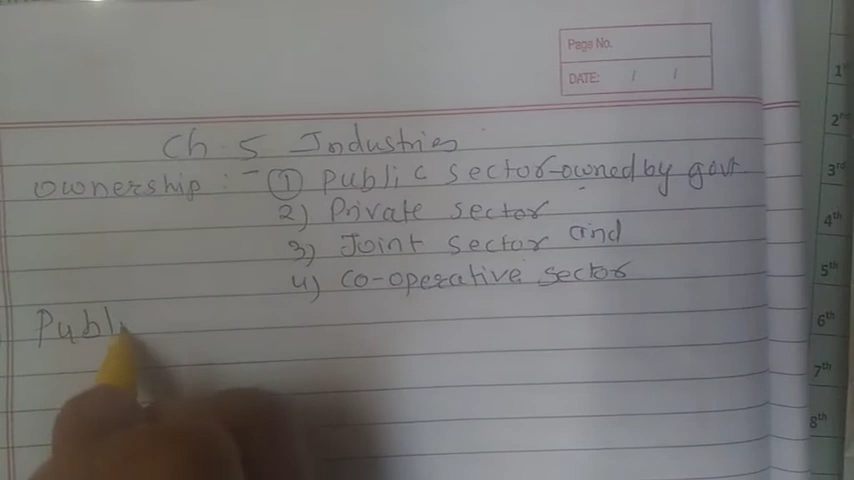 Page No.
DATE: / /
Ch 5 Industries
Ownership :- ① Public sector-owned by govt
2) Private sector
3) Joint sector and
4) Co-operative sector
Publ
1st
2nd
3rd
4th
5th
6th
7th
8th